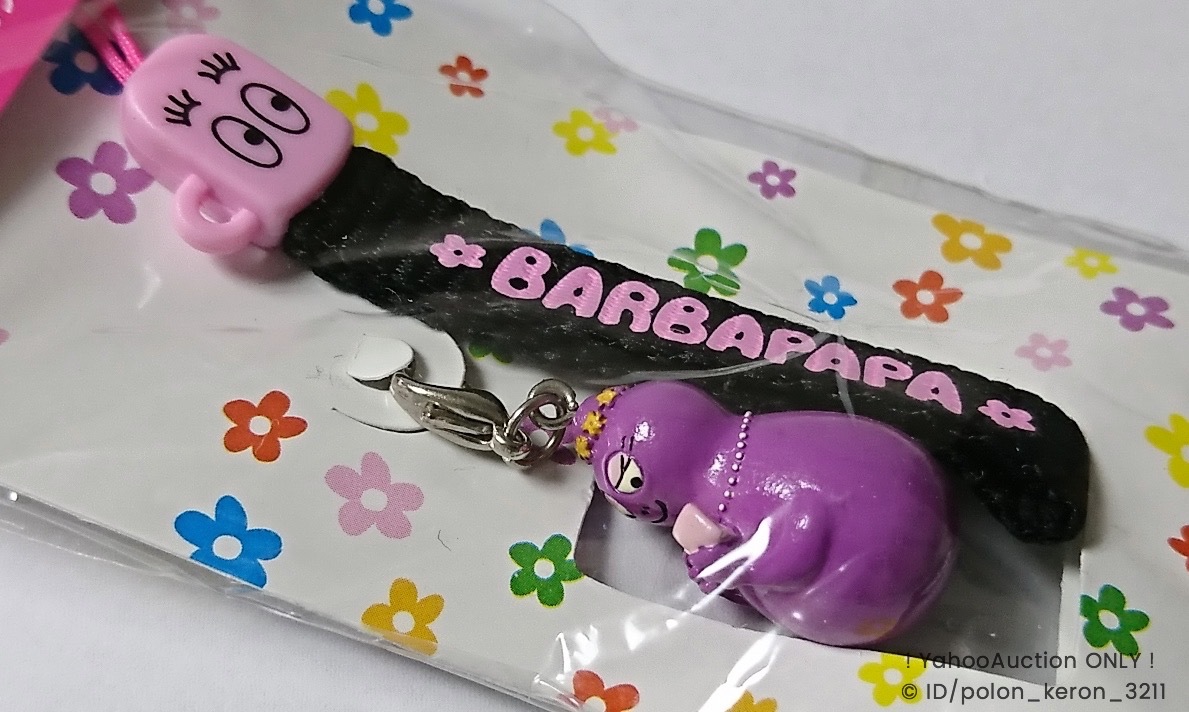 BARBAPAPA
! YahooAuction ONLY !
© ID/polon_keron_3211